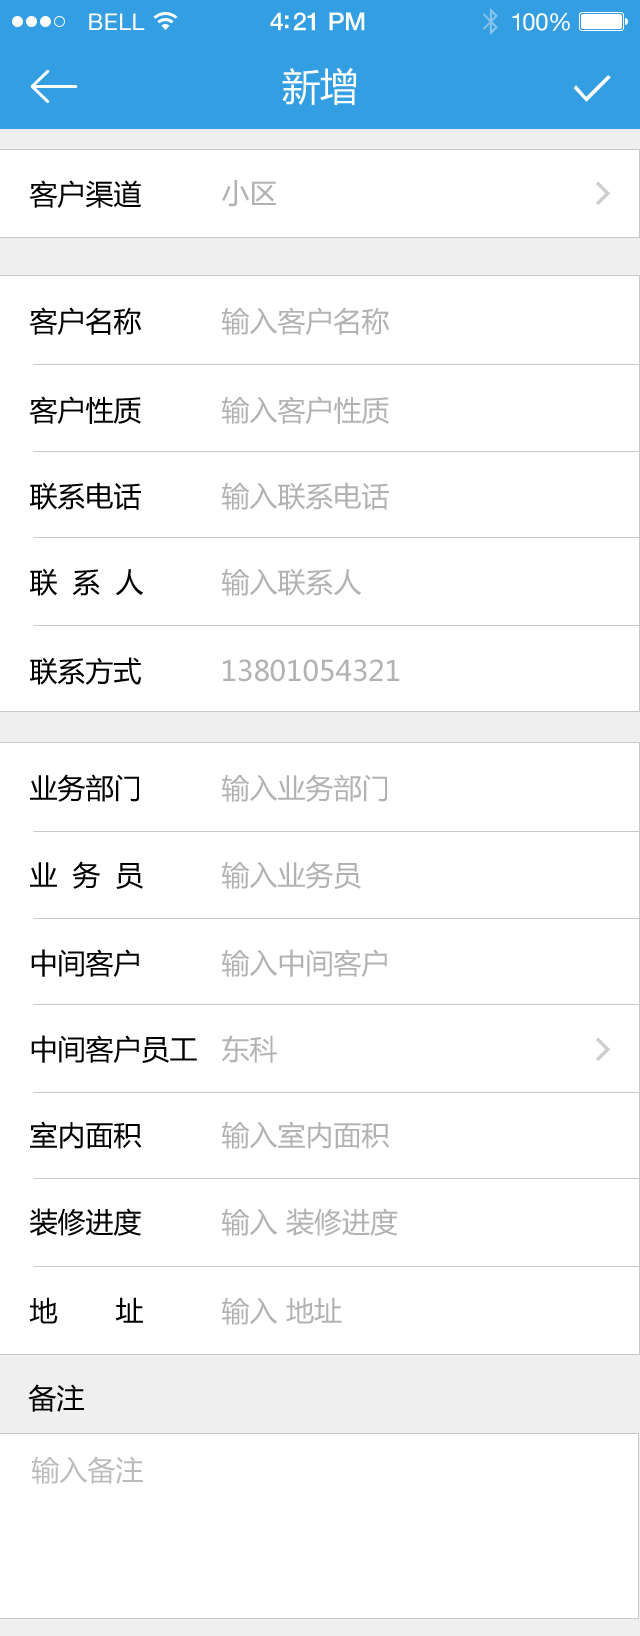 BELL 4:21 PM 100%
新增
客户渠道 小区
客户名称 输入客户名称
客户性质 输入客户性质
联系电话 输入联系电话
联 系 人 输入联系人
联系方式 13801054321
业务部门 输入业务部门
业 务 员 输入业务员
中间客户 输入中间客户
中间客户员工 东科
室内面积 输入室内面积
装修进度 输入 装修进度
地 址 输入 地址
备注
输入备注